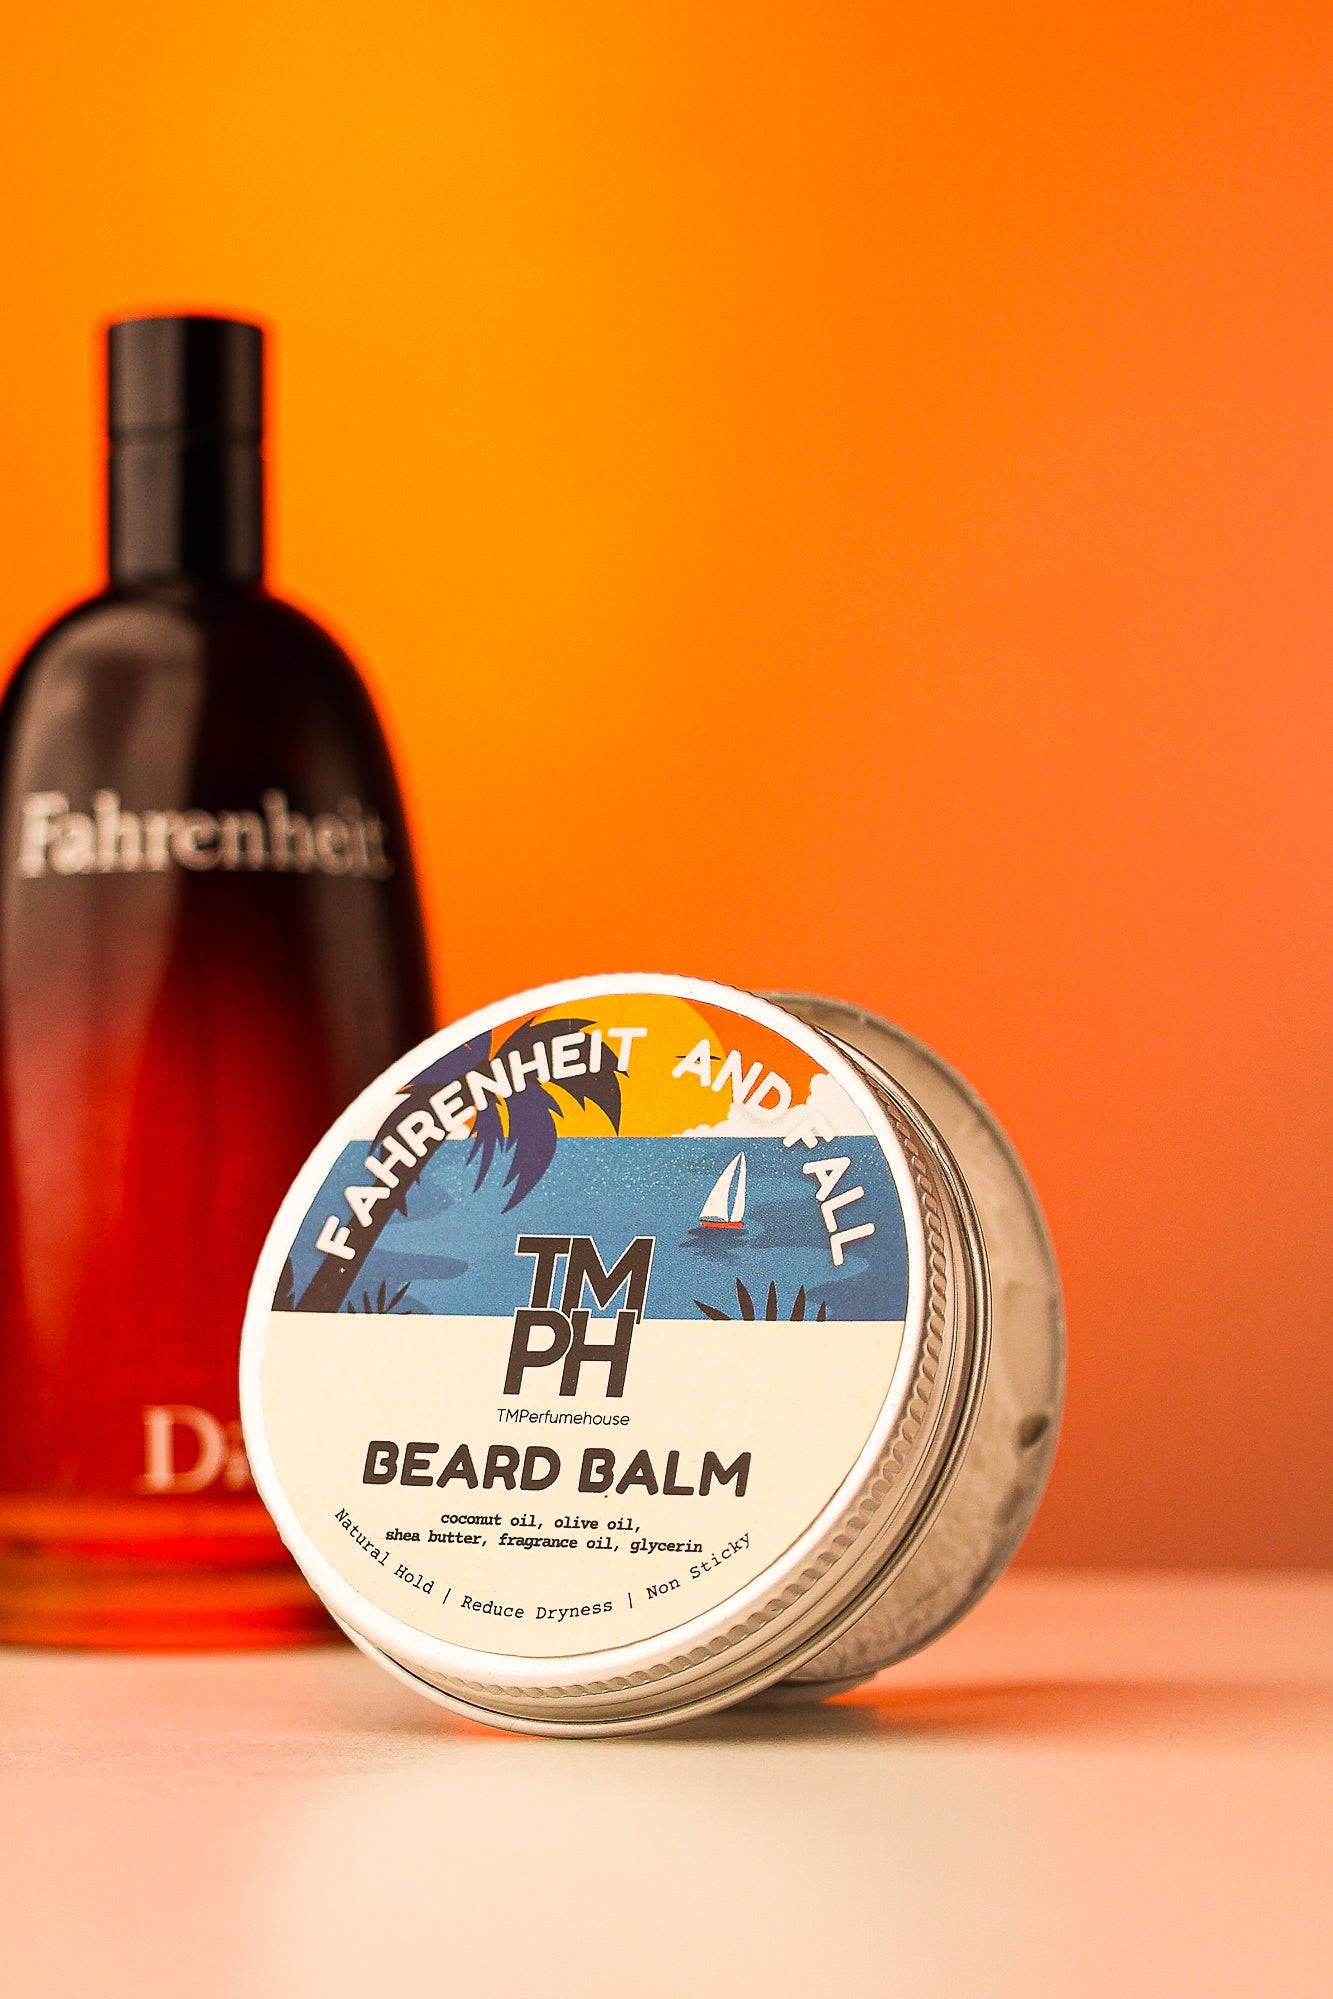 Fahrenheit
FAHRENHEIT AND FALL
TM
PH
TMPerfumehouse
BEARD BALM
coconut oil, olive oil,
shea butter, fragrance oil, glycerin
Natural Hold | Reduce Dryness | Non Sticky